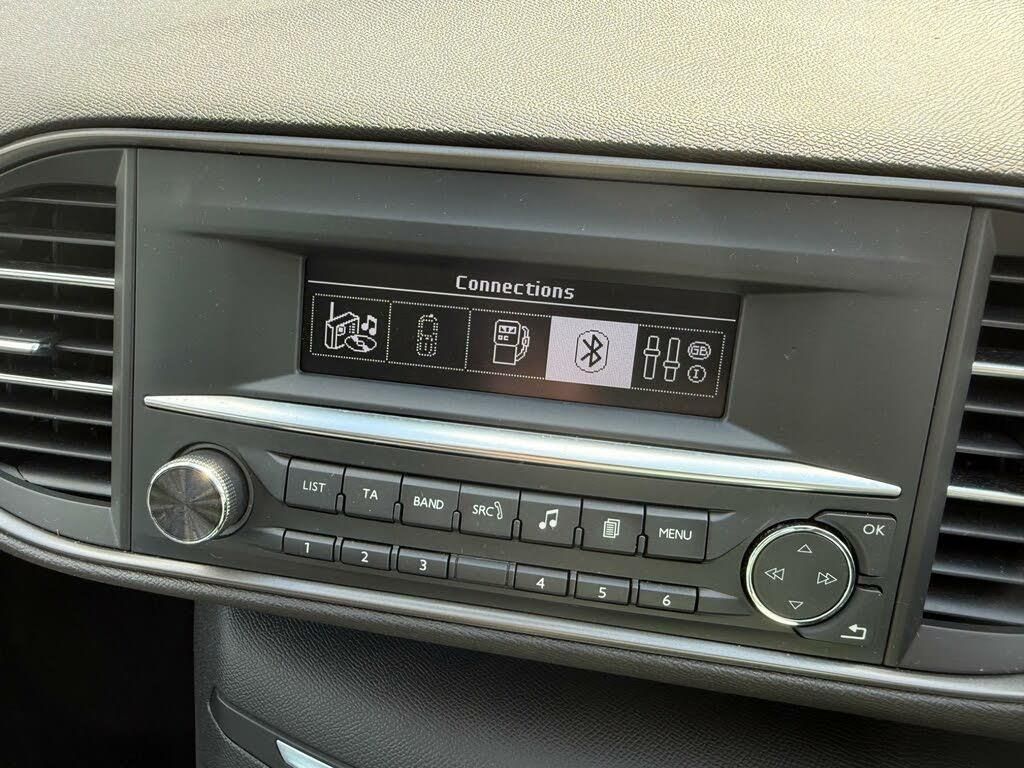 Connections
GB
I
LIST TA BAND SRC MENU
OK
1 2 3 4 5 6